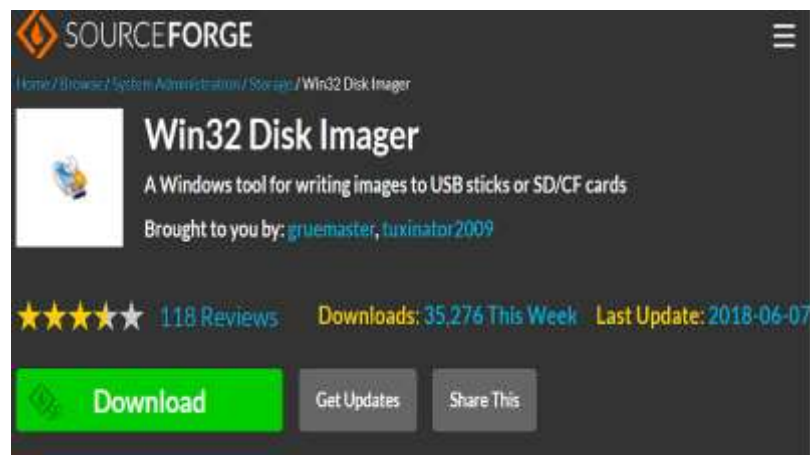 SOURCEFORGE
Home / Browse / System Administration / Storage / Win32 Disk Imager
Win32 Disk Imager
A Windows tool for writing images to USB sticks or SD/CF cards
Brought to you by: gruemaster, tuxinator2009
118 Reviews Downloads: 35,276 This Week Last Update: 2018-06-07
Download Get Updates Share This